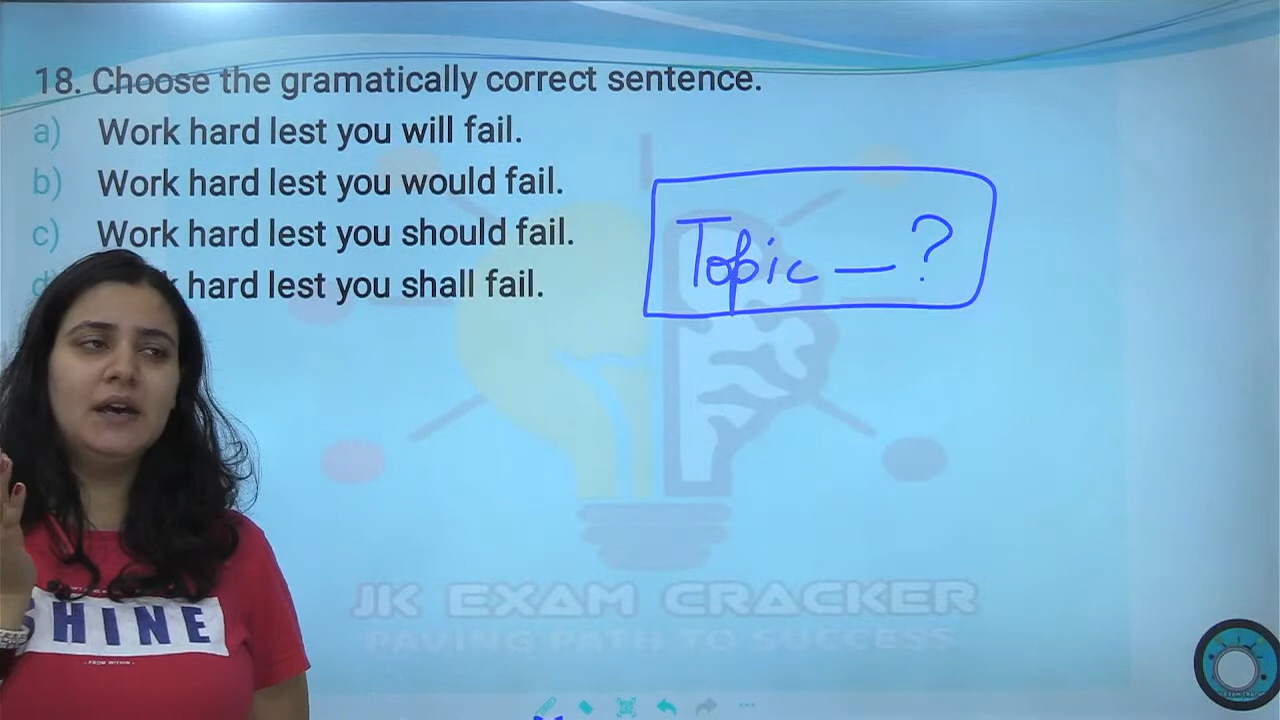 18. Choose the gramatically correct sentence.
a) Work hard lest you will fail.
b) Work hard lest you would fail.
c) Work hard lest you should fail.
hard lest you shall fail.
Topic — ?
SHINE
- FROM WITHIN -
JK EXAM CRACKER
PAVING PATH TO SUCCESS